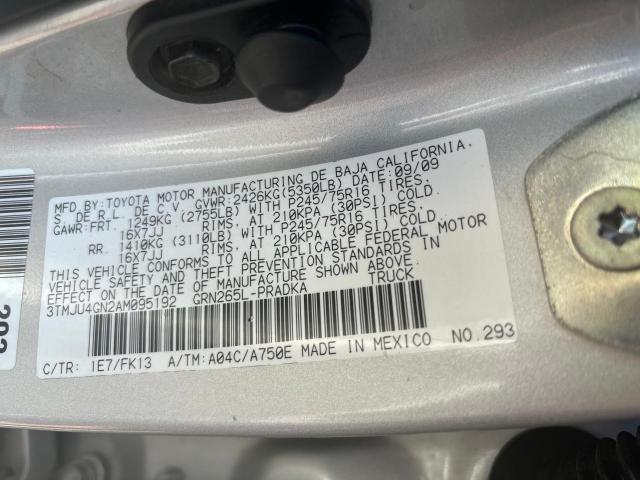 MFD.BY:TOYOTA MOTOR MANUFACTURING DE BAJA CALIFORNIA,
S. DE R.L. DE C.V. GVWR:2426KG(5350LB) DATE:09/09
GAWR:FRT. 1249KG (2755LB) WITH P245/75R16 TIRES,
16X7JJ RIMS, AT 210KPA (30PSI) COLD
RR 1410KG (3110LB) WITH P245/75R16 TIRES,
16X7JJ RIMS, AT 210KPA (30PSI) COLD.
THIS VEHICLE CONFORMS TO ALL APPLICABLE FEDERAL MOTOR
VEHICLE SAFETY AND THEFT PREVENTION STANDARDS IN
EFFECT ON THE DATE OF MANUFACTURE SHOWN ABOVE.
3TMJU4GN2AM095192 GRN265L-PRADKA TRUCK
C/TR: 1E7/FK13 A/TM:A04C/A750E MADE IN MEXICO NO.293